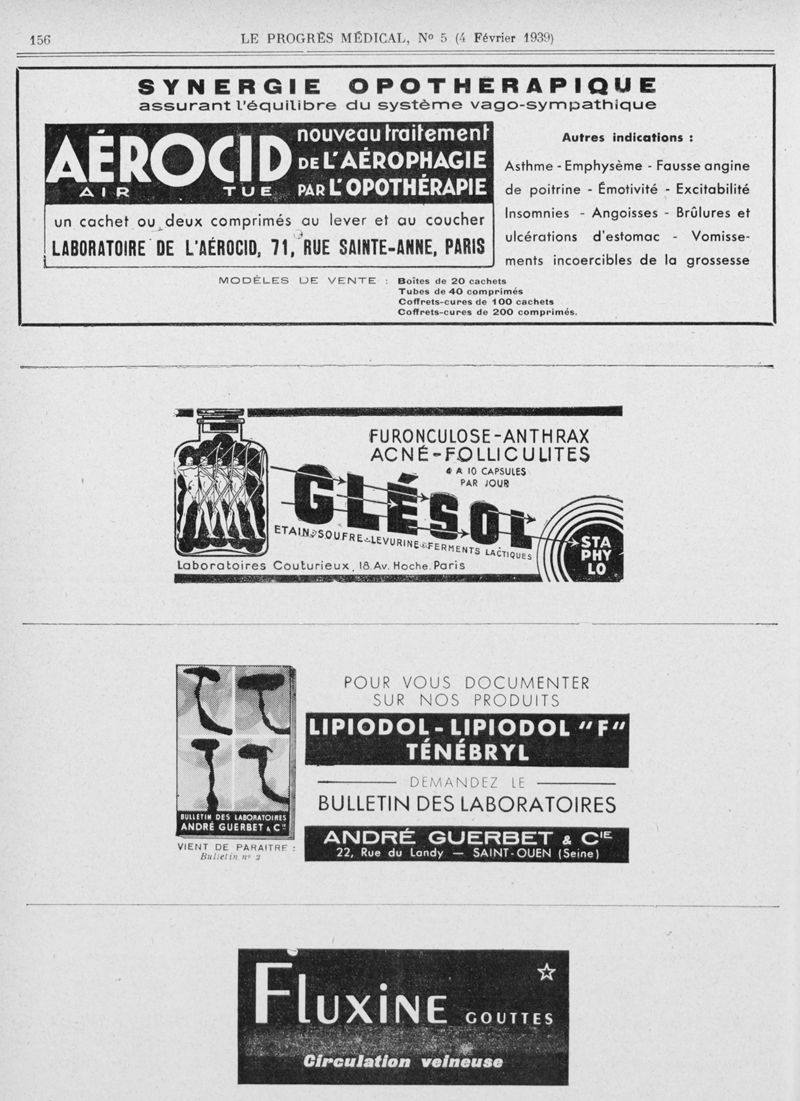 156
LE PROGRÈS MÉDICAL, Nº 5 (4 Février 1939)
SYNERGIE OPOTHERAPIQUE
assurant l'équilibre du système vago-sympathique
AÉROCID
AIR TUE
nouveau traitement
DE L'AÉROPHAGIE
PAR L'OPOTHÉRAPIE
un cachet ou deux comprimés au lever et au coucher
LABORATOIRE DE L'AÉROCID, 71, RUE SAINTE-ANNE, PARIS
Autres indications :
Asthme - Emphysème - Fausse angine
de poitrine - Émotivité - Excitabilité
Insomnies - Angoisses - Brûlures et
ulcérations d'estomac - Vomisse-
ments incoercibles de la grossesse
MODÈLES DE VENTE : Boîtes de 20 cachets
Tubes de 40 comprimés
Coffrets-cures de 100 cachets
Coffrets-cures de 200 comprimés.
FURONCULOSE-ANTHRAX
ACNÉ-FOLLICULITES
4 A 10 CAPSULES
PAR JOUR
GLÉSOL
ETAIN-SOUFRE-LEVURINE-FERMENTS LACTIQUES
STA
PHY
LO
Laboratoires Couturieux, 18.Av. Hoche. Paris
POUR VOUS DOCUMENTER
SUR NOS PRODUITS
LIPIODOL - LIPIODOL "F"
TÉNÉBRYL
DEMANDEZ LE
BULLETIN DES LABORATOIRES
ANDRÉ GUERBET & CIE
22, Rue du Landy — SAINT-OUEN (Seine)
BULLETIN DES LABORATOIRES
ANDRÉ GUERBET & Cie
VIENT DE PARAITRE :
Bulletin nº 2
FLUXINE GOUTTES
Circulation veineuse